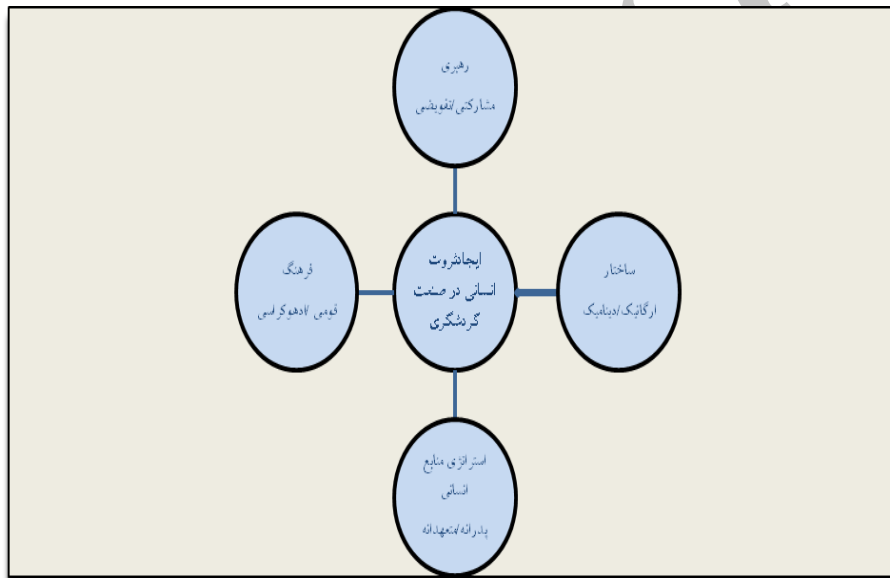 رهبری
مشارکتی/تفویضی
فرهنگ
قومی /ادهوکراسی
ایجادثروت
انسانی در صنعت
گردشگری
ساختار
ارگانیک/دینامیک
استراتژی منابع
انسانی
پدرانه/متعهدانه